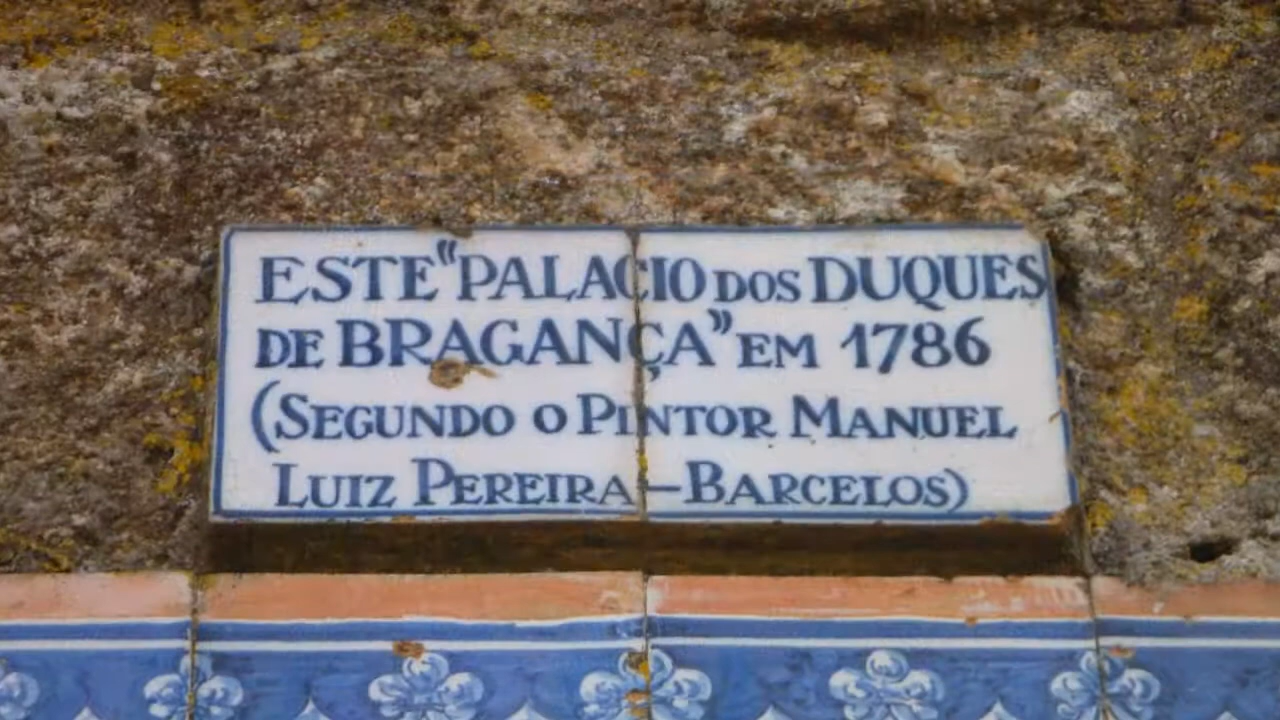 ESTE "PALACIO DOS DUQUES
DE BRAGANÇA" EM 1786
(SEGUNDO O PINTOR MANUEL
LUIZ PEREIRA - BARCELOS)